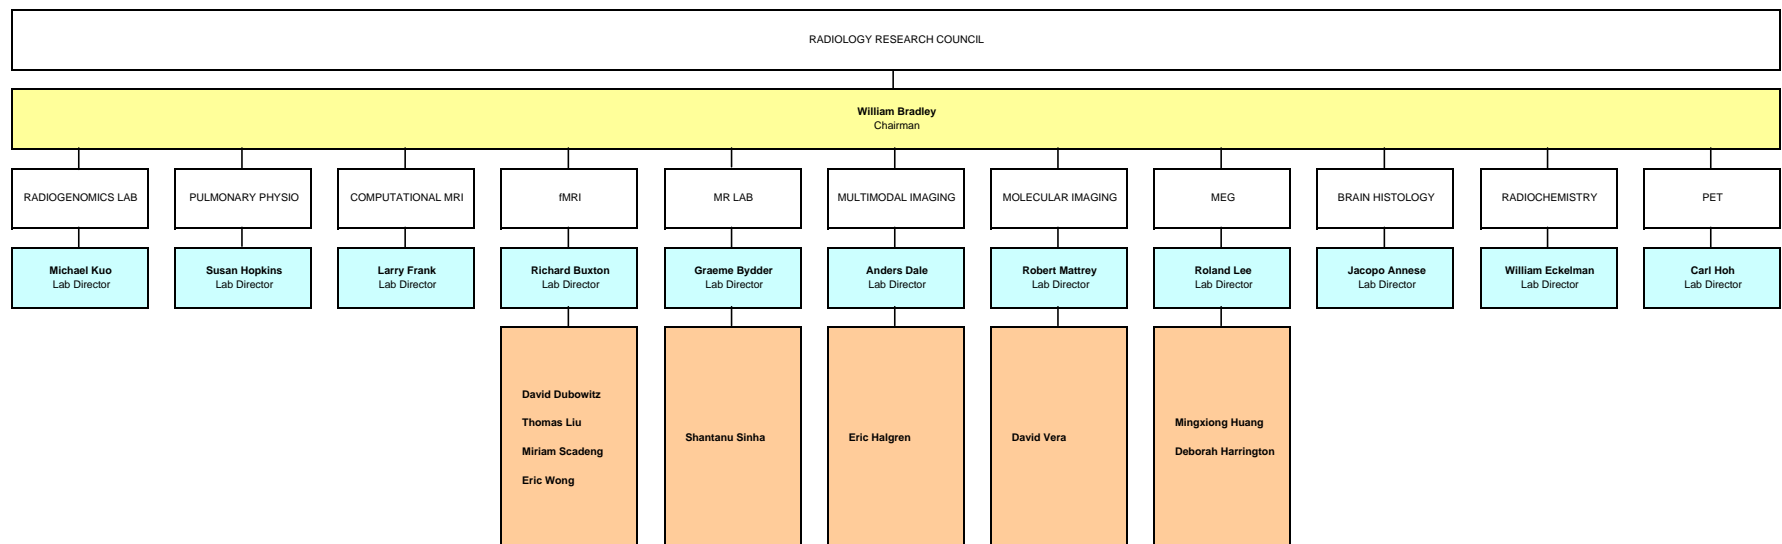 RADIOLOGY RESEARCH COUNCIL
William Bradley
Chairman
RADIOGENOMICS LAB
PULMONARY PHYSIO
COMPUTATIONAL MRI
fMRI
MR LAB
MULTIMODAL IMAGING
MOLECULAR IMAGING
MEG
BRAIN HISTOLOGY
RADIOCHEMISTRY
PET
Michael Kuo
Lab Director
Susan Hopkins
Lab Director
Larry Frank
Lab Director
Richard Buxton
Lab Director
Graeme Bydder
Lab Director
Anders Dale
Lab Director
Robert Mattrey
Lab Director
Roland Lee
Lab Director
Jacopo Annese
Lab Director
William Eckelman
Lab Director
Carl Hoh
Lab Director
David Dubowitz
Thomas Liu
Miriam Scadeng
Eric Wong
Shantanu Sinha
Eric Halgren
David Vera
Mingxiong Huang
Deborah Harrington